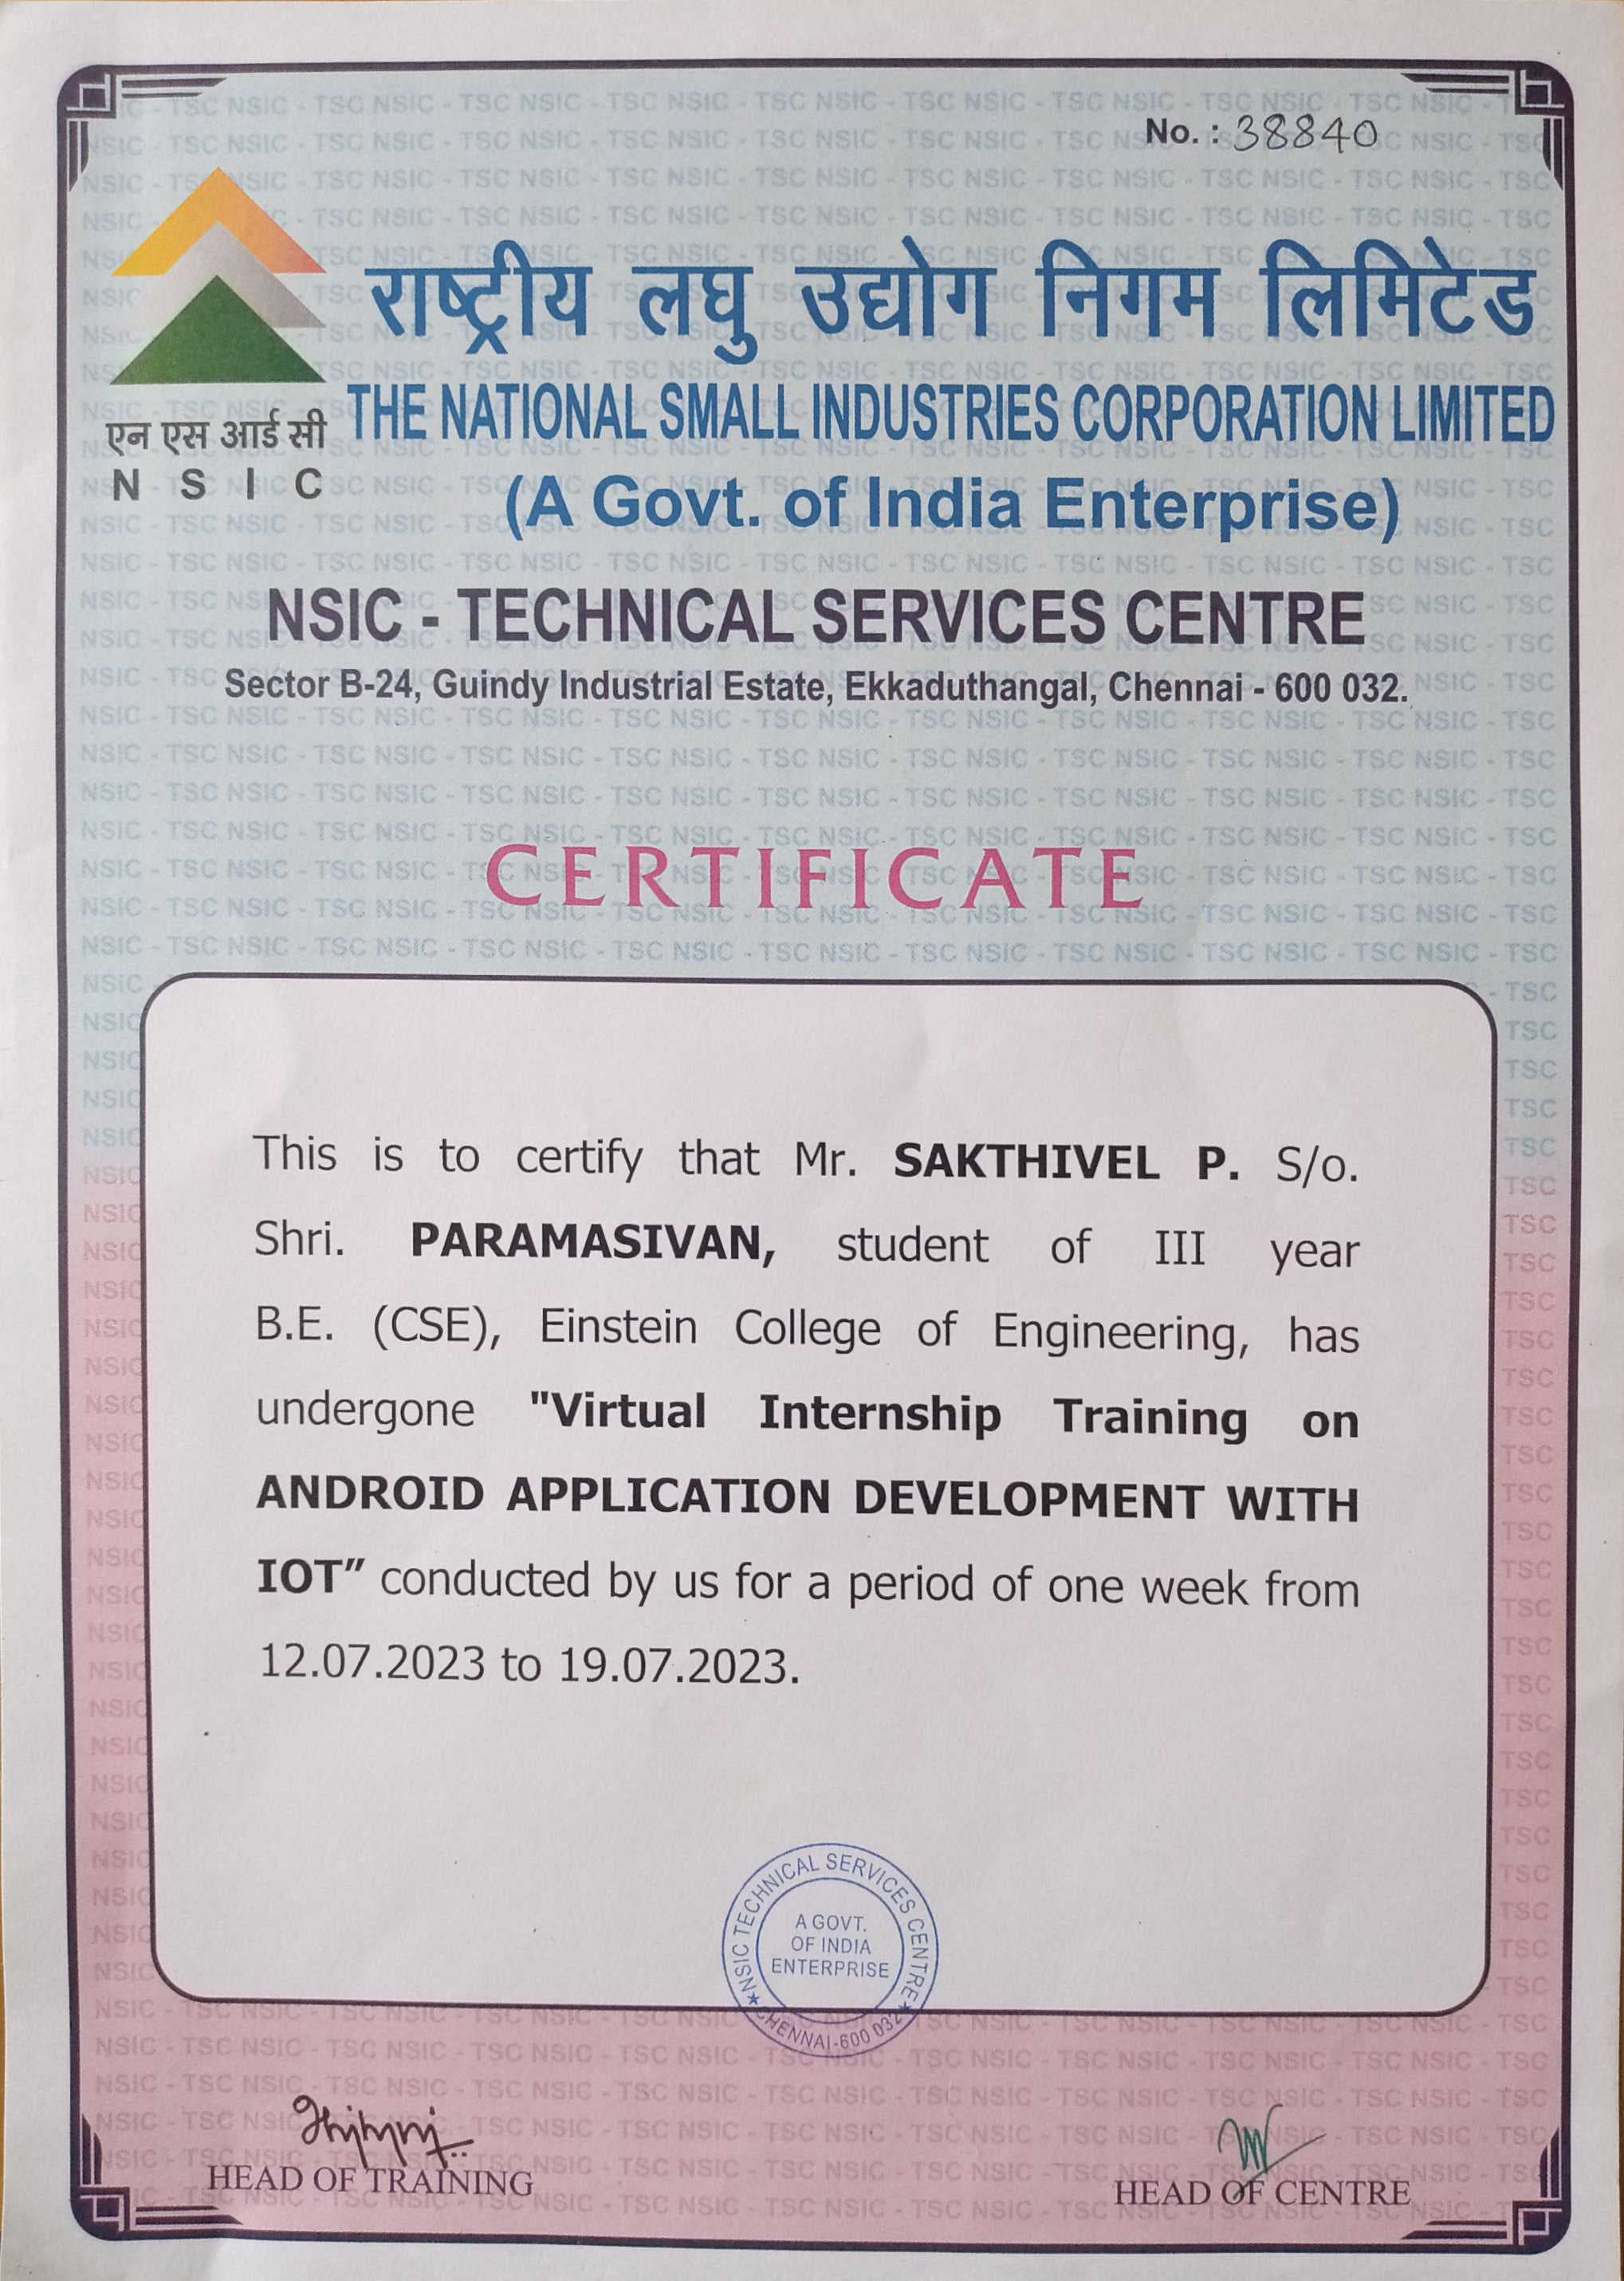 No. : 38840
राष्ट्रीय लघु उद्योग निगम लिमिटेड
THE NATIONAL SMALL INDUSTRIES CORPORATION LIMITED
एन एस आई सी
N S I C
(A Govt. of India Enterprise)
NSIC - TECHNICAL SERVICES CENTRE
Sector B-24, Guindy Industrial Estate, Ekkaduthangal, Chennai - 600 032.
CERTIFICATE
This is to certify that Mr. SAKTHIVEL P. S/o.
Shri. PARAMASIVAN, student of III year
B.E. (CSE), Einstein College of Engineering, has
undergone "Virtual Internship Training on
ANDROID APPLICATION DEVELOPMENT WITH
IOT” conducted by us for a period of one week from
12.07.2023 to 19.07.2023.
NSIC TECHNICAL SERVICES CENTRE
A GOVT.
OF INDIA
ENTERPRISE
★ CHENNAI-600 032 ★
HEAD OF TRAINING
HEAD OF CENTRE